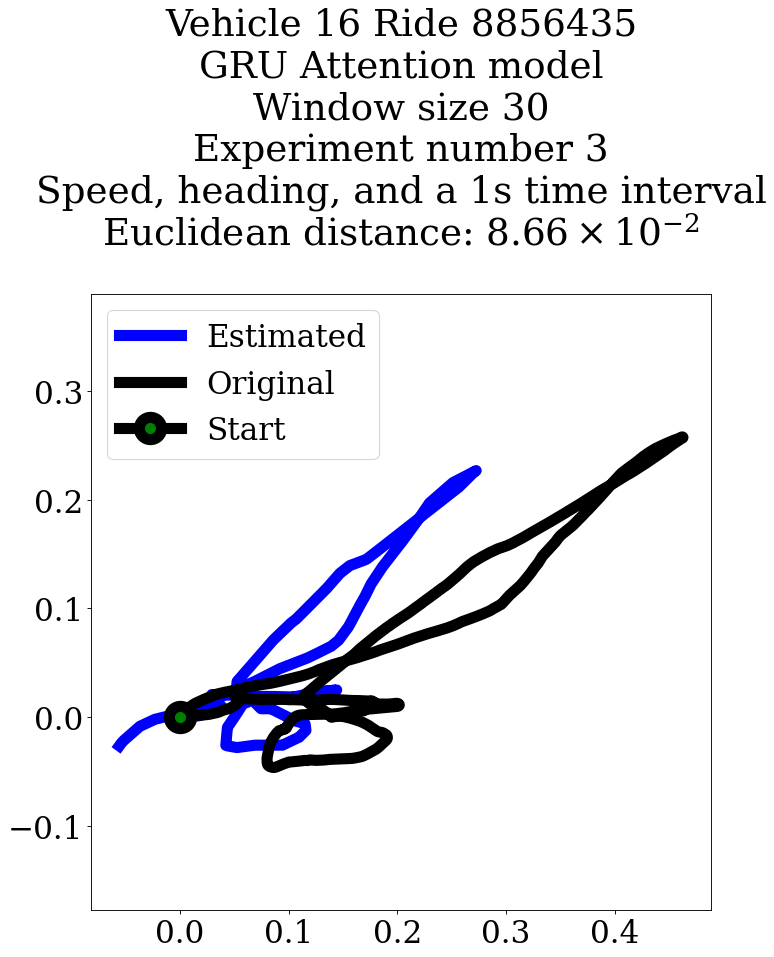 Vehicle 16 Ride 8856435
GRU Attention model
Window size 30
Experiment number 3
Speed, heading, and a 1s time interval
Euclidean distance: 8.66 × 10⁻²
Estimated
Original
Start
0.3
0.2
0.1
0.0
−0.1
0.0 0.1 0.2 0.3 0.4